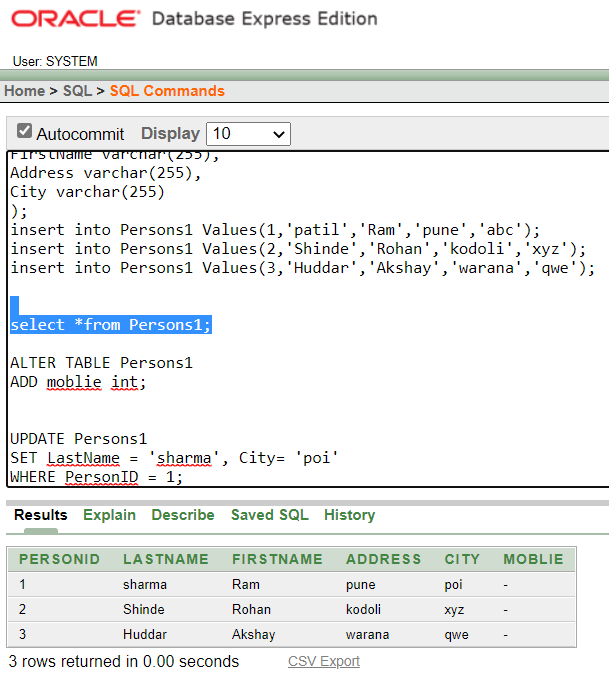 ORACLE Database Express Edition
User: SYSTEM
Home > SQL > SQL Commands
Autocommit Display 10
FirstName varchar(255),
Address varchar(255),
City varchar(255)
);
insert into Persons1 Values(1,'patil','Ram','pune','abc');
insert into Persons1 Values(2,'Shinde','Rohan','kodoli','xyz');
insert into Persons1 Values(3,'Huddar','Akshay','warana','qwe');
select *from Persons1;
ALTER TABLE Persons1
ADD moblie int;
UPDATE Persons1
SET LastName = 'sharma', City= 'poi'
WHERE PersonID = 1;
Results Explain Describe Saved SQL History
PERSONID LASTNAME FIRSTNAME ADDRESS CITY MOBLIE
1 sharma Ram pune poi -
2 Shinde Rohan kodoli xyz -
3 Huddar Akshay warana qwe -
3 rows returned in 0.00 seconds CSV Export